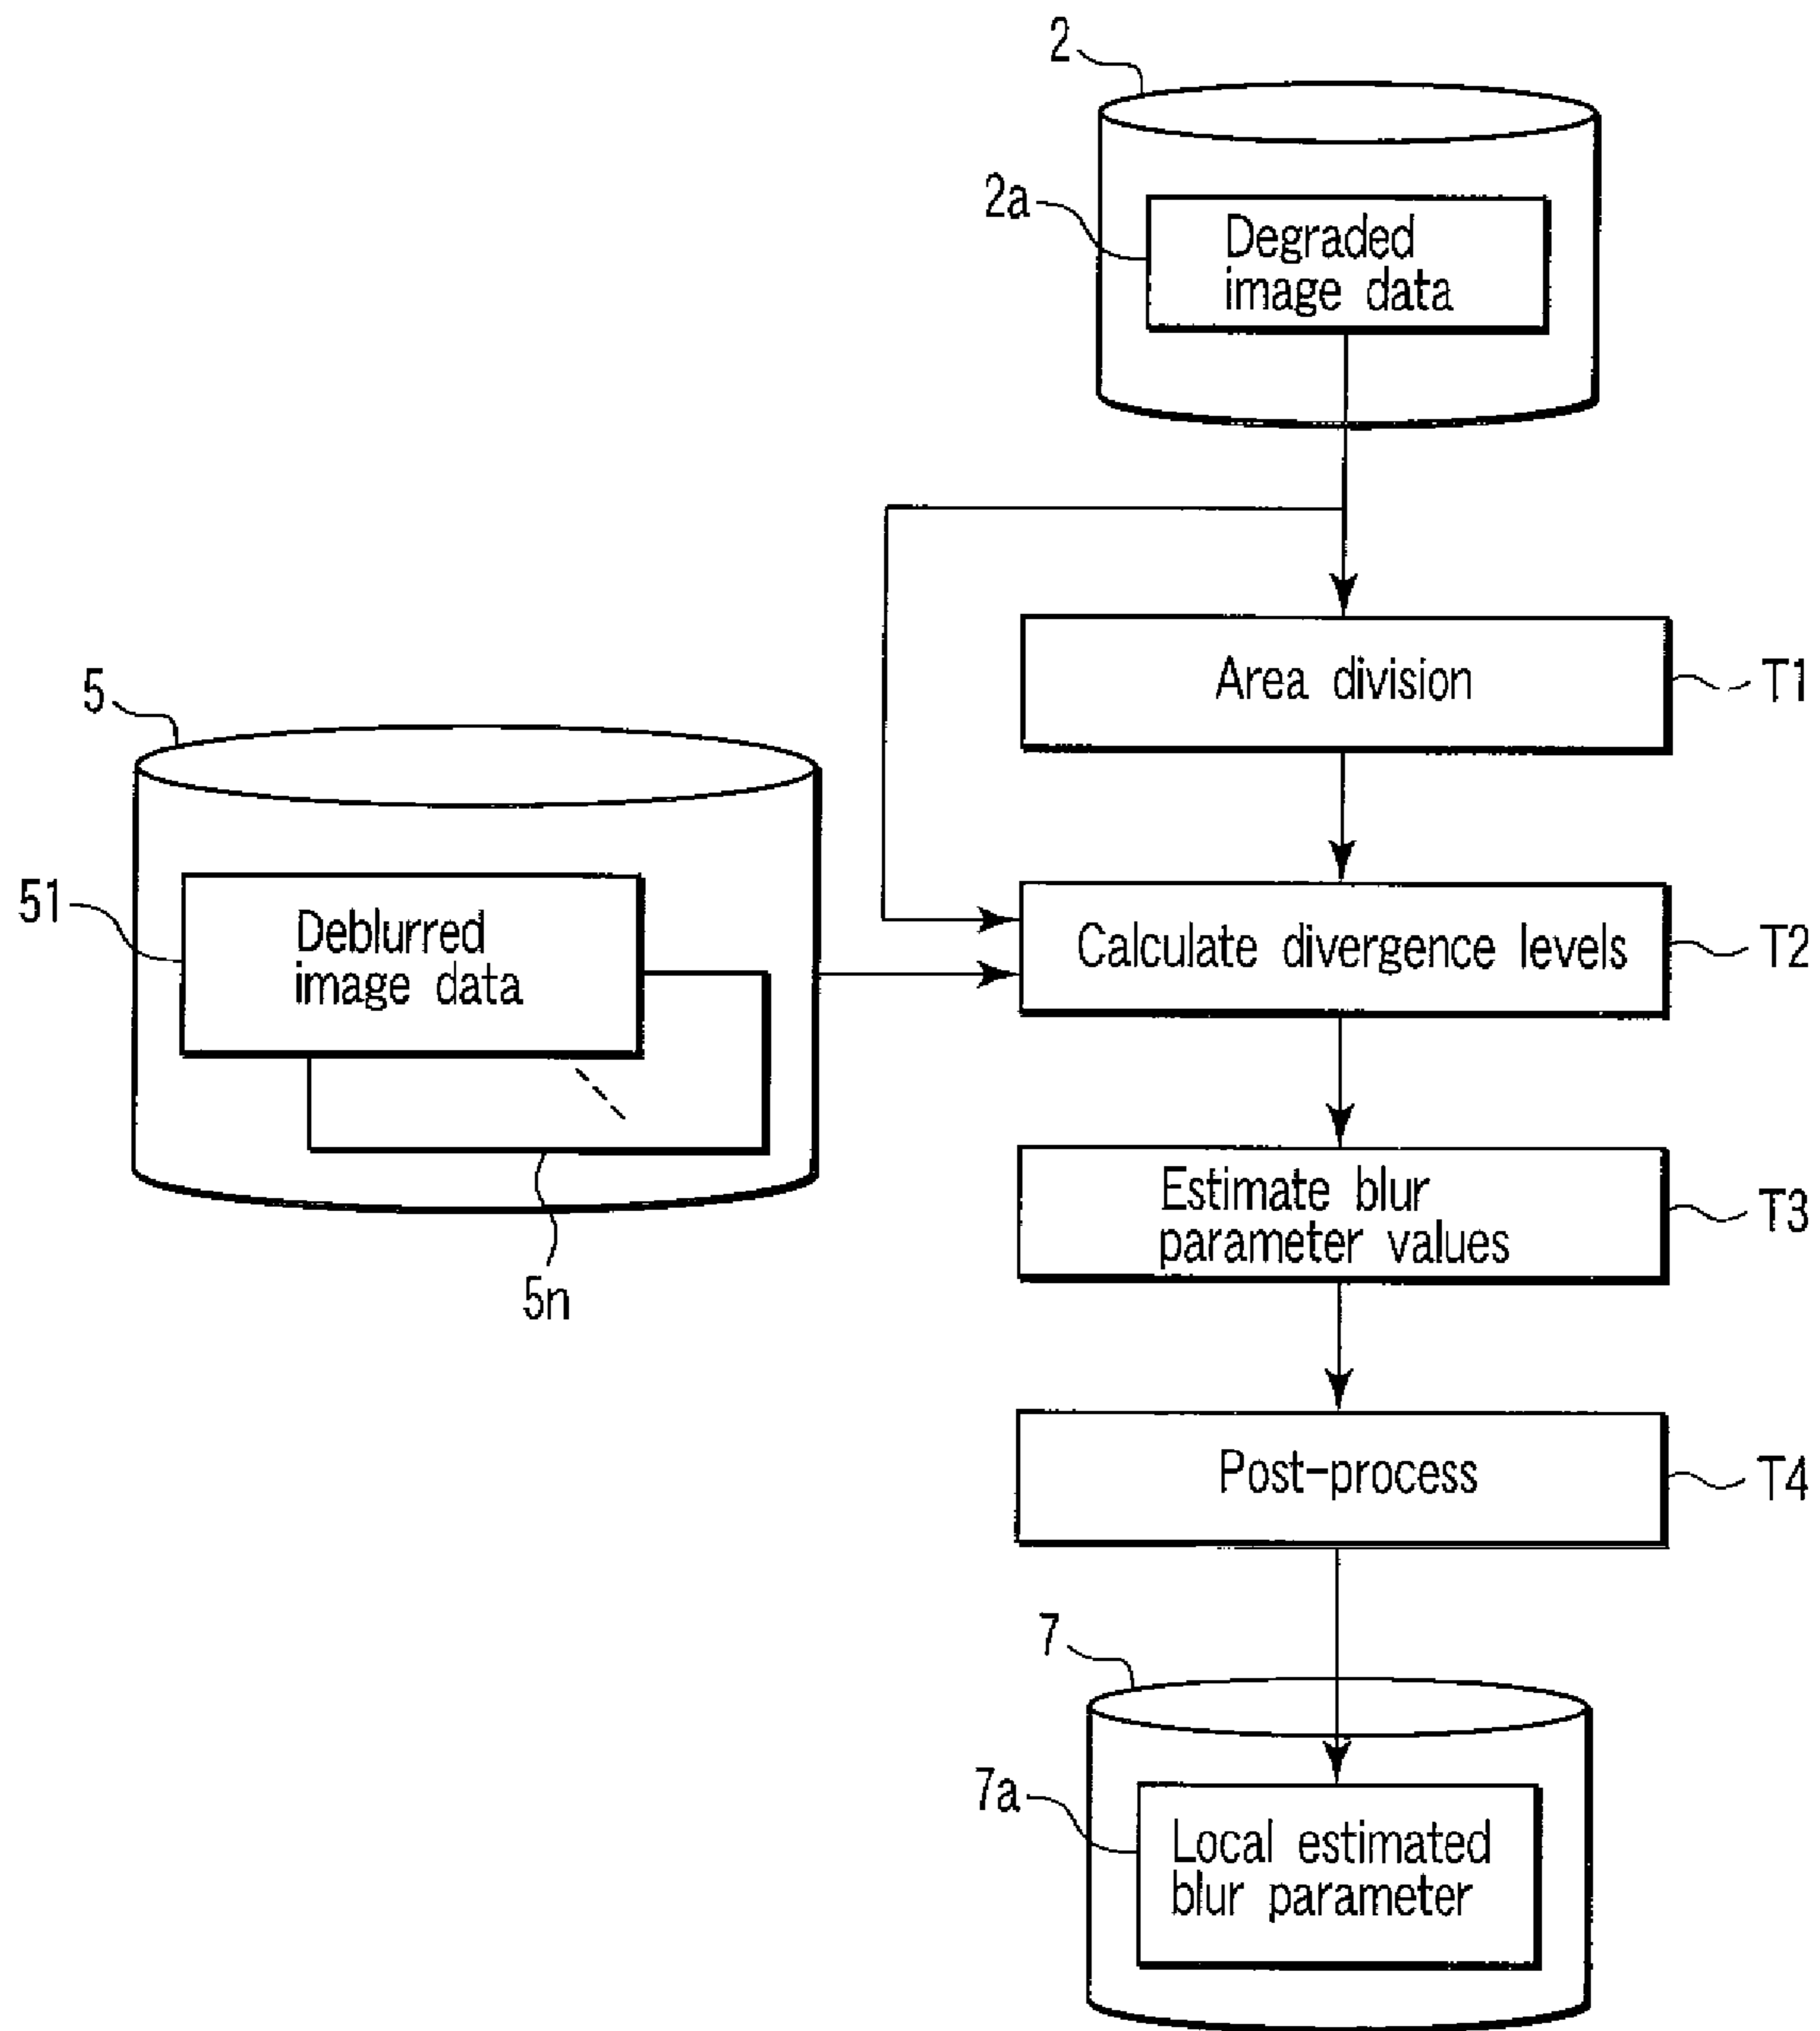 2
2a
Degraded
image data
Area division
T1
5
51
Deblurred
image data
Calculate divergence levels
T2
Estimate blur
parameter values
T3
5n
Post-process
T4
7
7a
Local estimated
blur parameter